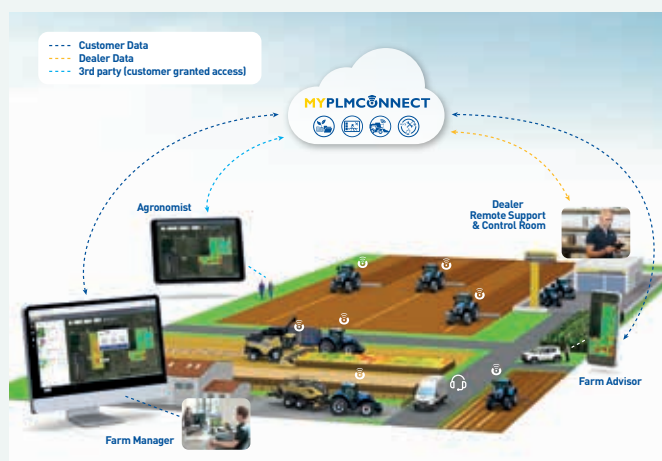 Customer Data
Dealer Data
3rd party (customer granted access)
MYPLMCONNECT
Agronomist
Dealer
Remote Support
& Control Room
Farm Advisor
Farm Manager